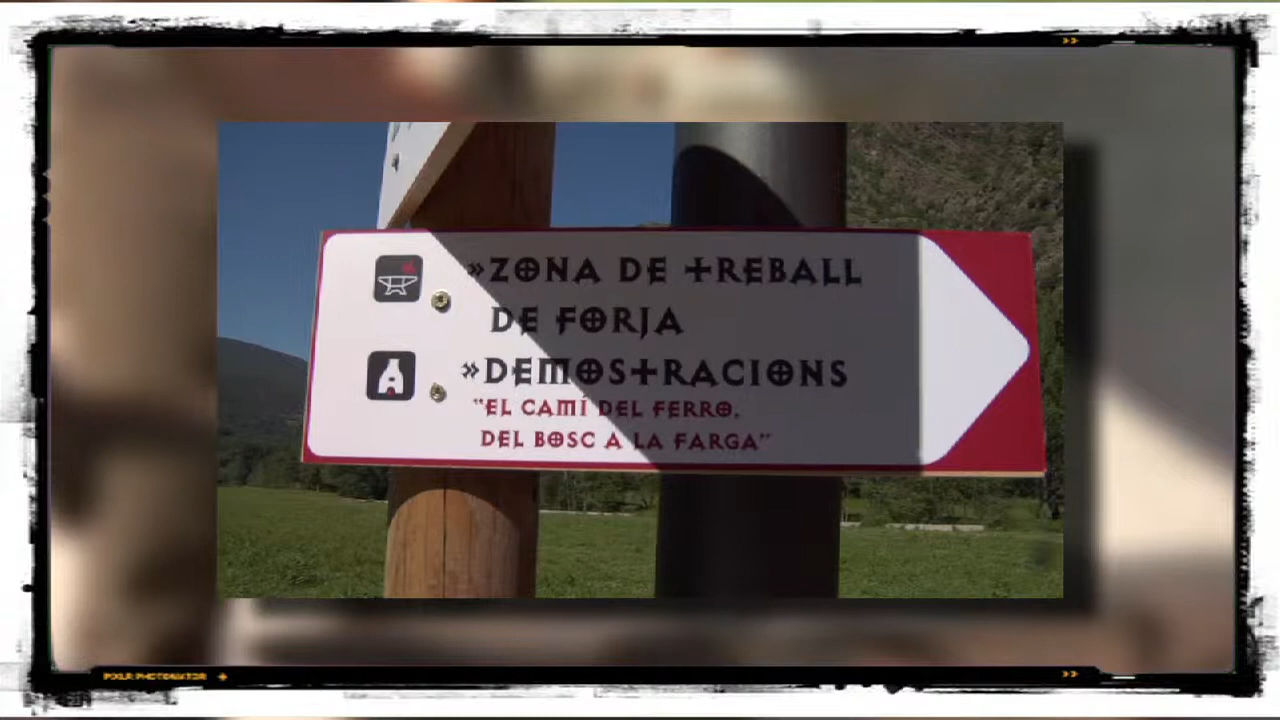 »ZONA DE TREBALL
DE FORJA
»DEMOSTRACIONS
"EL CAMÍ DEL FERRO,
DEL BOSC A LA FARGA"